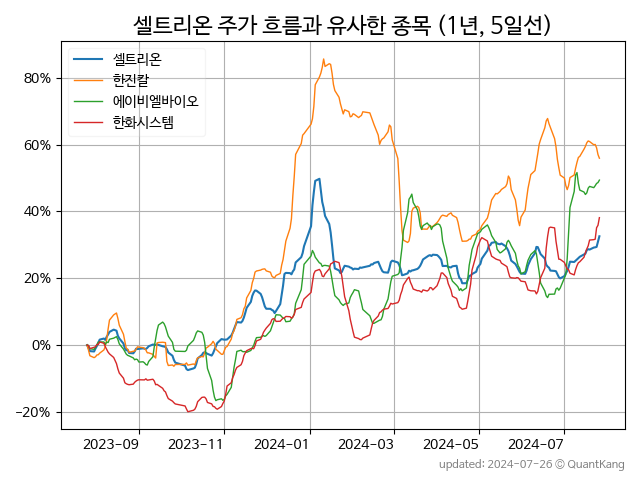 셀트리온 주가 흐름과 유사한 종목 (1년, 5일선)
셀트리온
한진칼
에이비엘바이오
한화시스템
80%
60%
40%
20%
0%
−20%
2023-09
2023-11
2024-01
2024-03
2024-05
2024-07
updated: 2024-07-26 © QuantKang